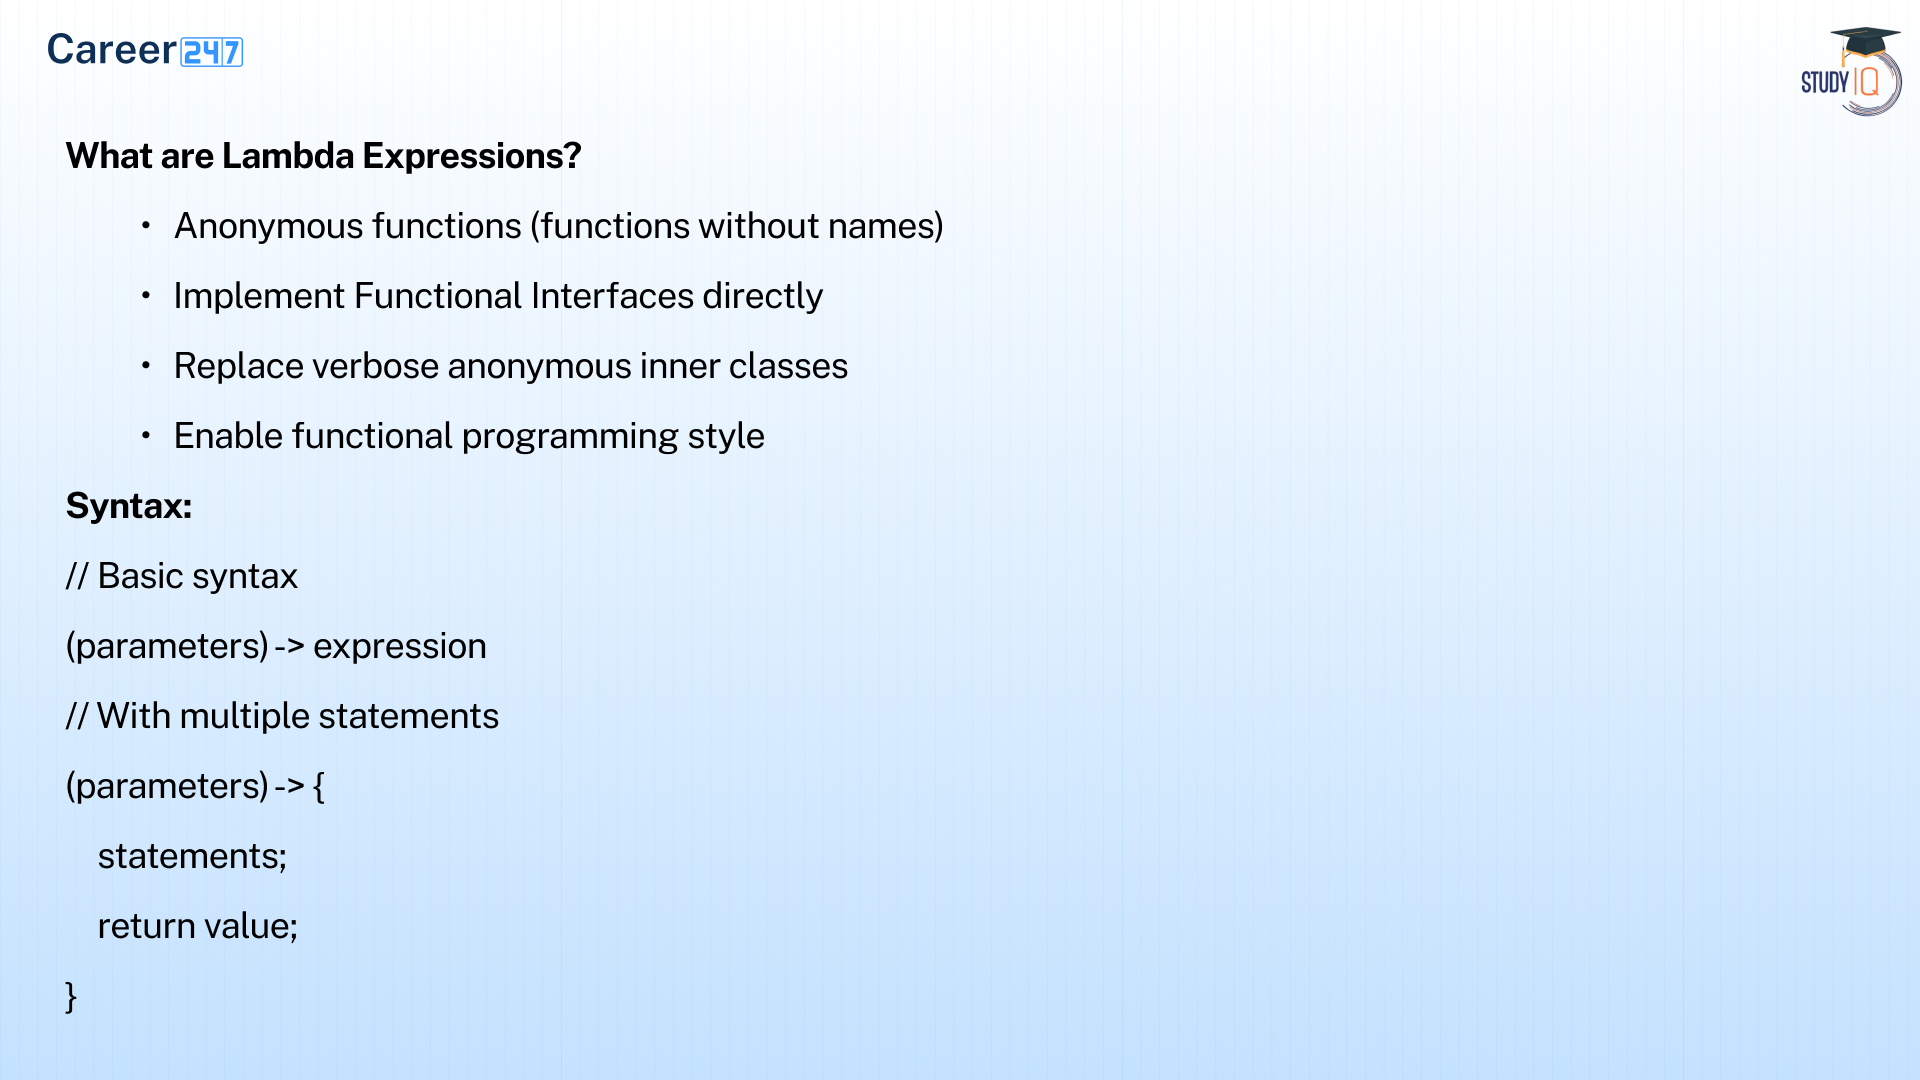 Career247
STUDY IQ
What are Lambda Expressions?
• Anonymous functions (functions without names)
• Implement Functional Interfaces directly
• Replace verbose anonymous inner classes
• Enable functional programming style
Syntax:
// Basic syntax
(parameters) -> expression
// With multiple statements
(parameters) -> {
statements;
return value;
}